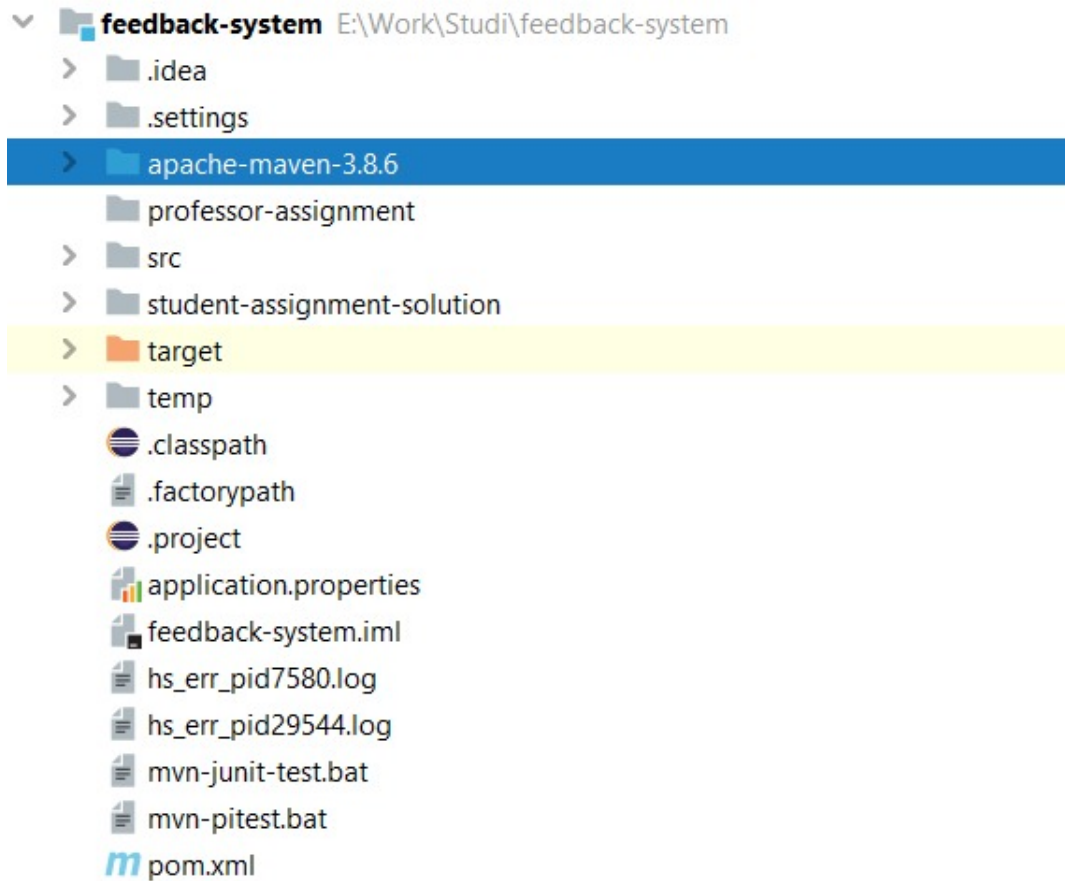 feedback-system E:\Work\Studi\feedback-system
.idea
.settings
apache-maven-3.8.6
professor-assignment
src
student-assignment-solution
target
temp
.classpath
.factorypath
.project
application.properties
feedback-system.iml
hs_err_pid7580.log
hs_err_pid29544.log
mvn-junit-test.bat
mvn-pitest.bat
pom.xml